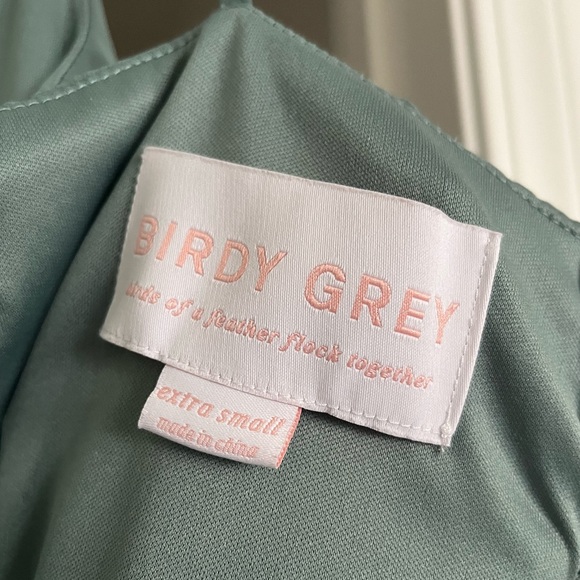 BIRDY GREY
birds of a feather flock together
extra small
made in china